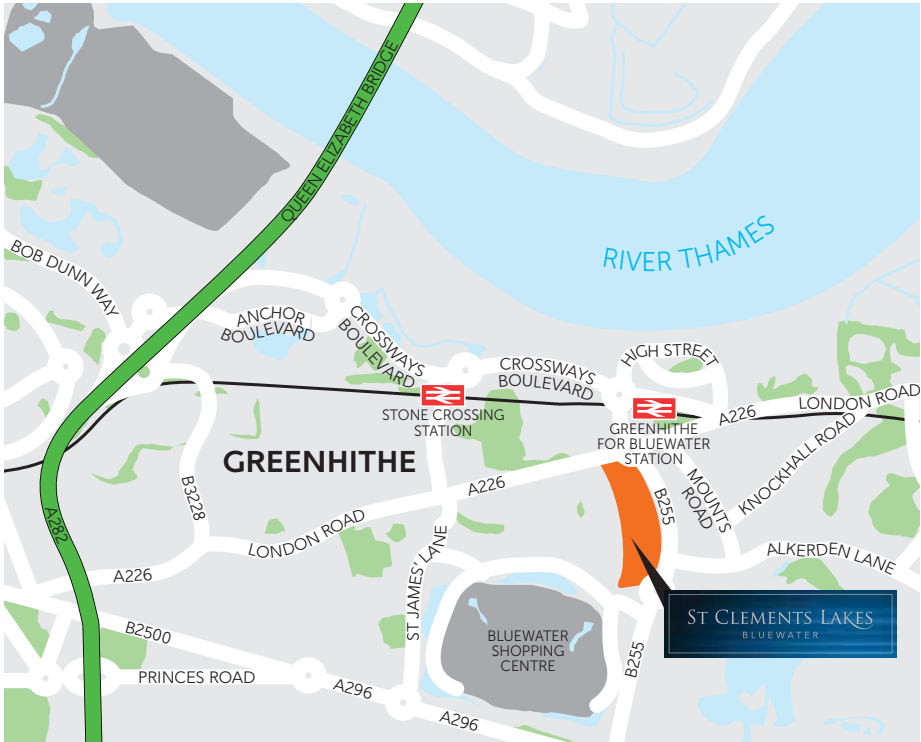 QUEEN ELIZABETH BRIDGE
RIVER THAMES
BOB DUNN WAY
ANCHOR
BOULEVARD
CROSSWAYS
BOULEVARD
CROSSWAYS
BOULEVARD
HIGH STREET
STONE CROSSING
STATION
GREENHITHE
FOR BLUEWATER
STATION
A226
LONDON ROAD
KNOCKHALL ROAD
GREENHITHE
A226
B3228
B255
MOUNTS
ROAD
A282
LONDON ROAD
ST JAMES' LANE
ALKERDEN LANE
A226
ST CLEMENTS LAKES
BLUEWATER
B2500
BLUEWATER
SHOPPING
CENTRE
B255
PRINCES ROAD
A296
A296